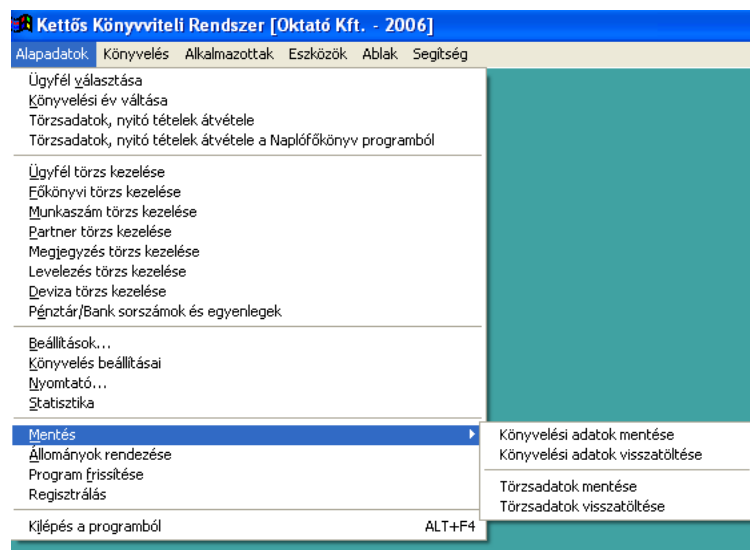 Kettős Könyvviteli Rendszer [Oktató Kft. - 2006]
Alapadatok Könyvelés Alkalmazottak Eszközök Ablak Segítség
Ügyfél választása
Könyvelési év váltása
Törzsadatok, nyitó tételek átvétele
Törzsadatok, nyitó tételek átvétele a Naplófőkönyv programból
Ügyfél törzs kezelése
Főkönyvi törzs kezelése
Munkaszám törzs kezelése
Partner törzs kezelése
Megjegyzés törzs kezelése
Levelezés törzs kezelése
Deviza törzs kezelése
Pénztár/Bank sorszámok és egyenlegek
Beállítások...
Könyvelés beállításai
Nyomtató...
Statisztika
Mentés
Könyvelési adatok mentése
Állományok rendezése
Könyvelési adatok visszatöltése
Program frissítése
Törzsadatok mentése
Regisztrálás
Törzsadatok visszatöltése
Kilépés a programból ALT+F4